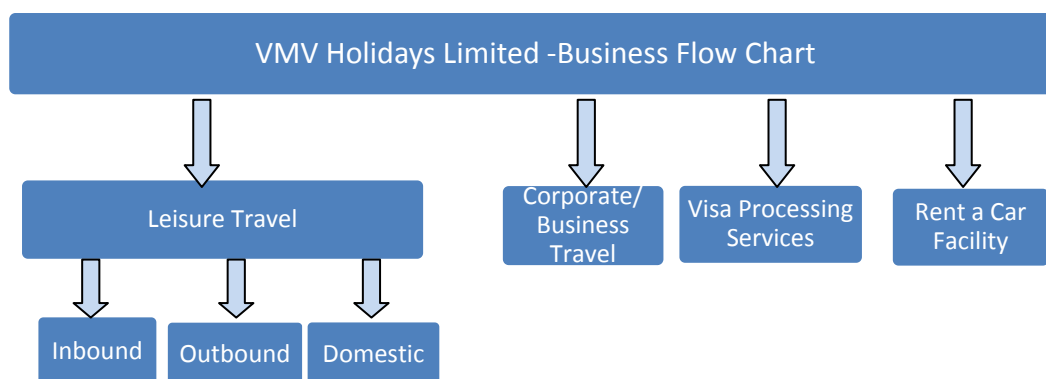 VMV Holidays Limited -Business Flow Chart
Leisure Travel
Corporate/
Business
Travel
Visa Processing
Services
Rent a Car
Facility
Inbound
Outbound
Domestic